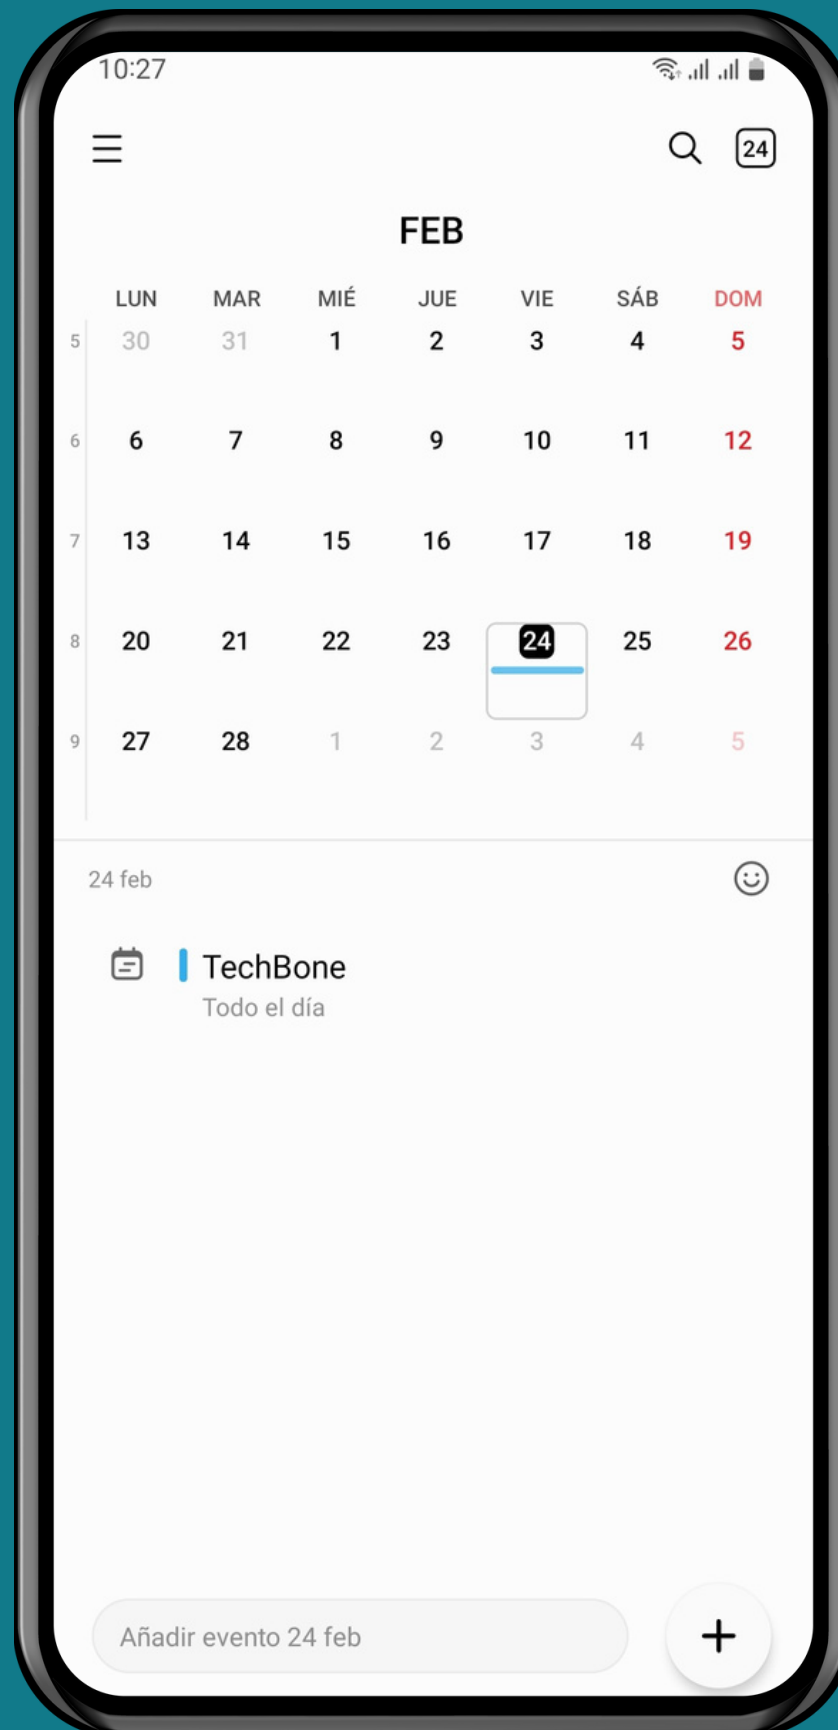 10:27
24
FEB
LUN MAR MIÉ JUE VIE SÁB DOM
5 30 31 1 2 3 4 5
6 6 7 8 9 10 11 12
7 13 14 15 16 17 18 19
8 20 21 22 23 24 25 26
9 27 28 1 2 3 4 5
24 feb
TechBone
Todo el día
Añadir evento 24 feb